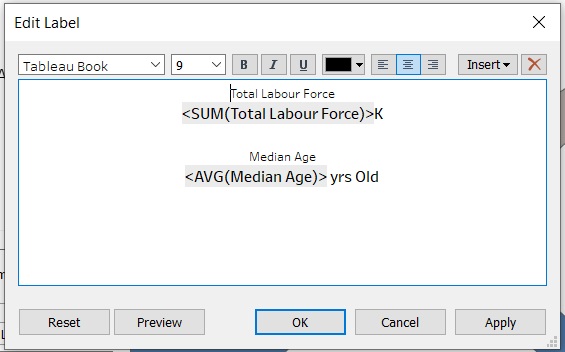 Edit Label
Tableau Book
9
B I U
Insert
Total Labour Force
<SUM(Total Labour Force)>K
Median Age
<AVG(Median Age)> yrs Old
Reset
Preview
OK
Cancel
Apply